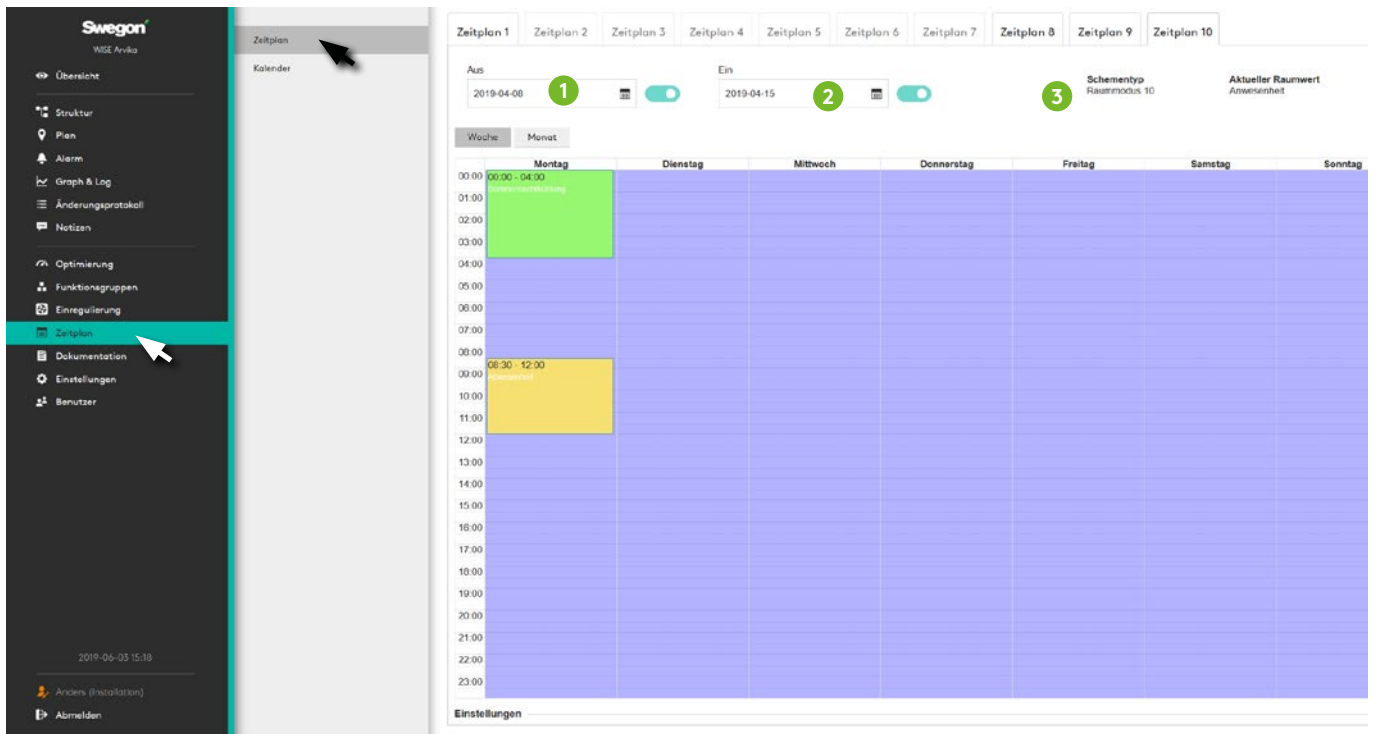 Swegon
WISE Arvika
Übersicht
Struktur
Plan
Alarm
Graph & Log
Änderungsprotokoll
Notizen
Optimierung
Funktionsgruppen
Einregulierung
Zeitplan
Dokumentation
Einstellungen
Benutzer
2019-06-03 15:18
Anders (Installation)
Abmelden
Zeitplan
Kalender
Zeitplan 1 Zeitplan 2 Zeitplan 3 Zeitplan 4 Zeitplan 5 Zeitplan 6 Zeitplan 7 Zeitplan 8 Zeitplan 9 Zeitplan 10
Aus Ein
2019-04-08 1 2019-04-15 2 3
Schementyp Aktueller Raumwert
Raummodus 10 Anwesenheit
Woche Monat
Montag Dienstag Mittwoch Donnerstag Freitag Samstag Sonntag
00:00 00:00 - 04:00
Sommernachtkühlung
01:00
02:00
03:00
04:00
05:00
06:00
07:00
08:00
08:30 - 12:00
09:00
10:00
11:00
12:00
13:00
14:00
15:00
16:00
17:00
18:00
19:00
20:00
21:00
22:00
23:00
Einstellungen